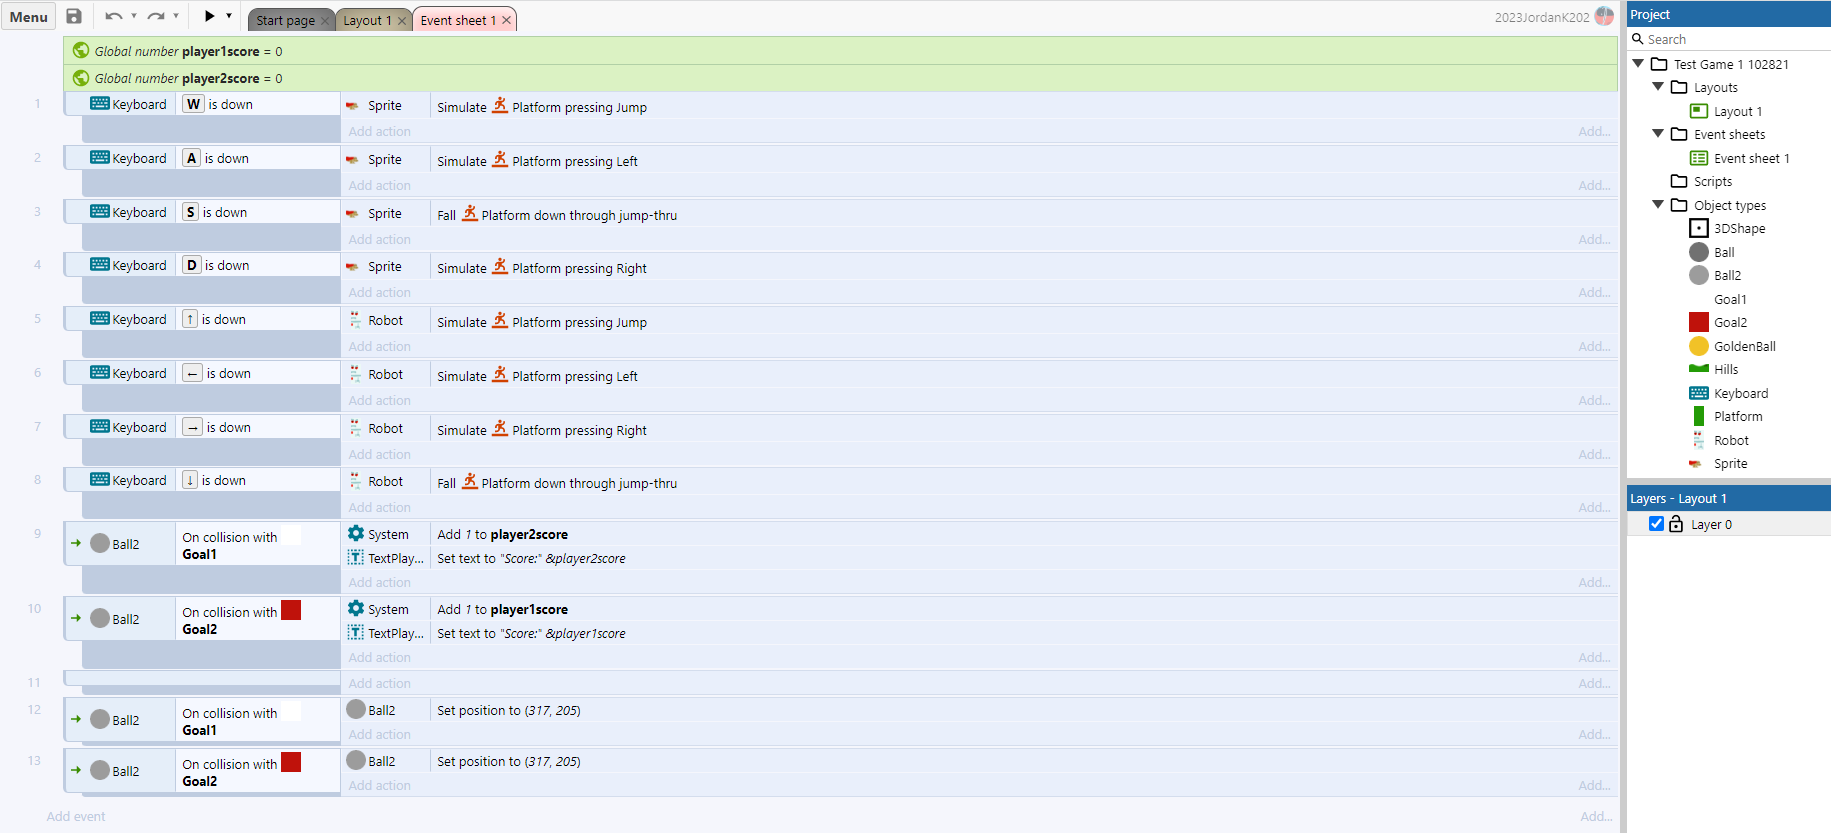 Menu
Start page
Layout 1
Event sheet 1
2023JordanK202
Global number player1score = 0
Global number player2score = 0
1 Keyboard W is down Sprite Simulate Platform pressing Jump
Add action Add...
2 Keyboard A is down Sprite Simulate Platform pressing Left
Add action Add...
3 Keyboard S is down Sprite Fall Platform down through jump-thru
Add action Add...
4 Keyboard D is down Sprite Simulate Platform pressing Right
Add action Add...
5 Keyboard ↑ is down Robot Simulate Platform pressing Jump
Add action Add...
6 Keyboard ← is down Robot Simulate Platform pressing Left
Add action Add...
7 Keyboard → is down Robot Simulate Platform pressing Right
Add action Add...
8 Keyboard ↓ is down Robot Fall Platform down through jump-thru
Add action Add...
9 Ball2 On collision with Goal1 System Add 1 to player2score
TextPlay... Set text to "Score:" &player2score
Add action Add...
10 Ball2 On collision with Goal2 System Add 1 to player1score
TextPlay... Set text to "Score:" &player1score
Add action Add...
11 Add action Add...
12 Ball2 On collision with Goal1 Ball2 Set position to (317, 205)
Add action Add...
13 Ball2 On collision with Goal2 Ball2 Set position to (317, 205)
Add action Add...
Add event Add...
Project
Search
Test Game 1 102821
Layouts
Layout 1
Event sheets
Event sheet 1
Scripts
Object types
3DShape
Ball
Ball2
Goal1
Goal2
GoldenBall
Hills
Keyboard
Platform
Robot
Sprite
Layers - Layout 1
Layer 0